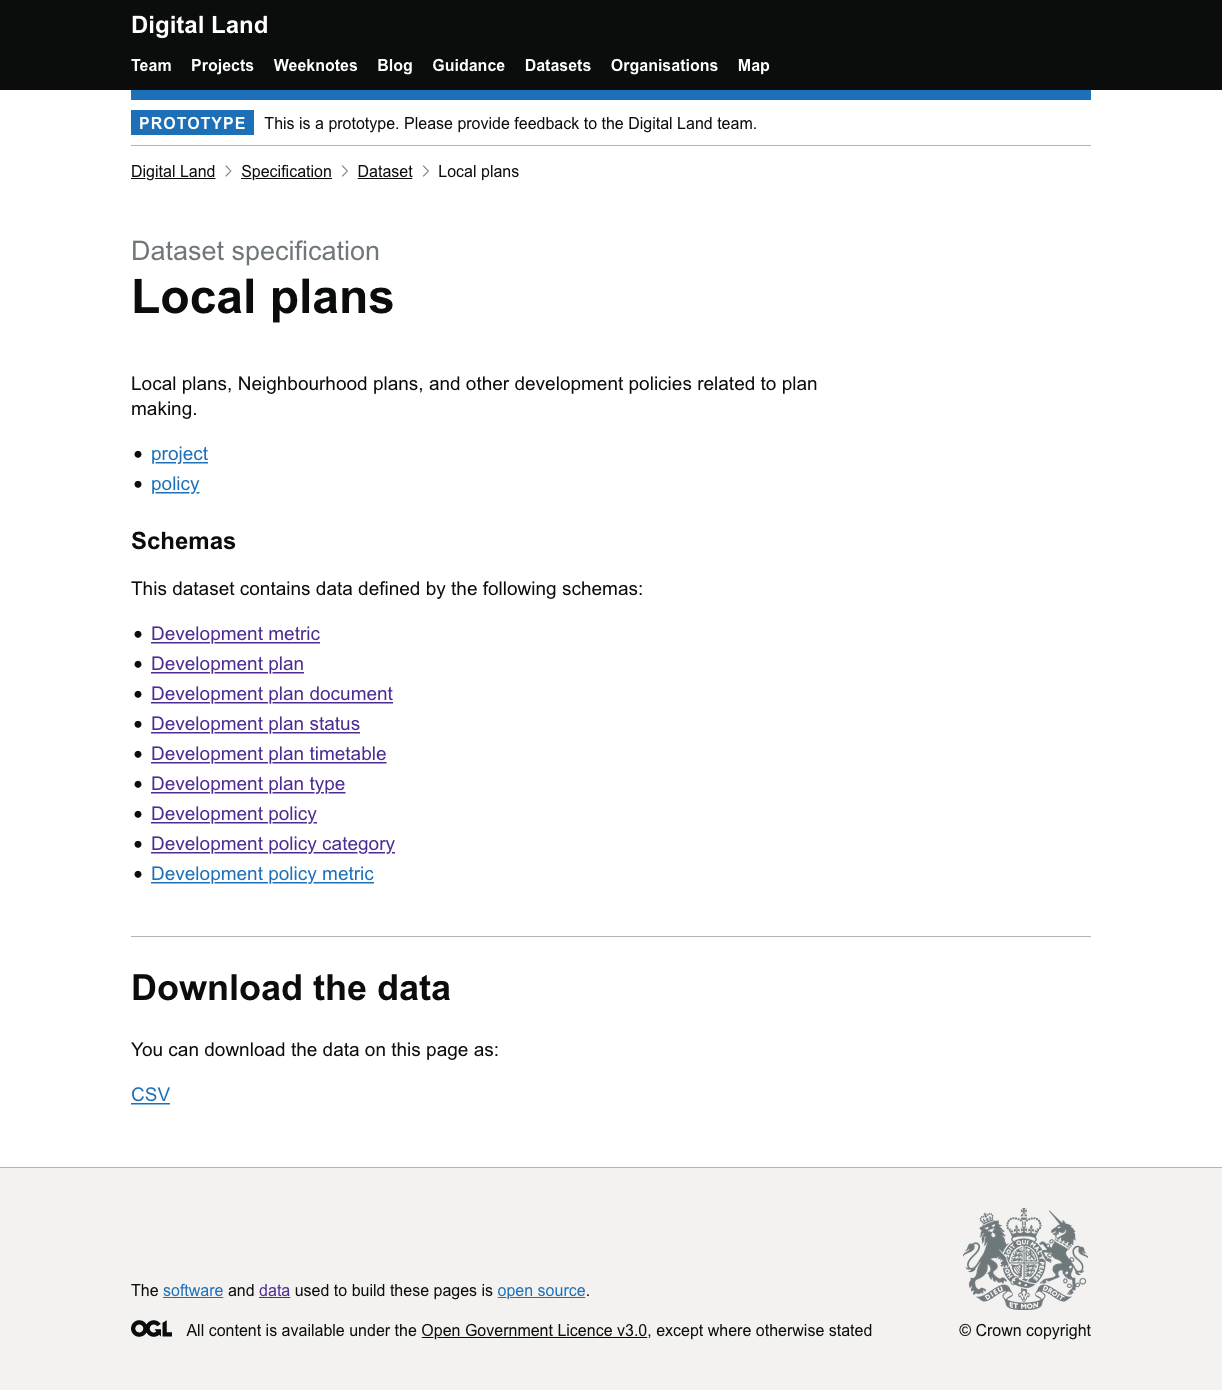 Digital Land
Team Projects Weeknotes Blog Guidance Datasets Organisations Map
PROTOTYPE This is a prototype. Please provide feedback to the Digital Land team.
Digital Land > Specification > Dataset > Local plans
Dataset specification
Local plans
Local plans, Neighbourhood plans, and other development policies related to plan
making.
• project
• policy
Schemas
This dataset contains data defined by the following schemas:
• Development metric
• Development plan
• Development plan document
• Development plan status
• Development plan timetable
• Development plan type
• Development policy
• Development policy category
• Development policy metric
Download the data
You can download the data on this page as:
CSV
The software and data used to build these pages is open source.
OGL All content is available under the Open Government Licence v3.0, except where otherwise stated
DIEU ET MON DROIT
© Crown copyright